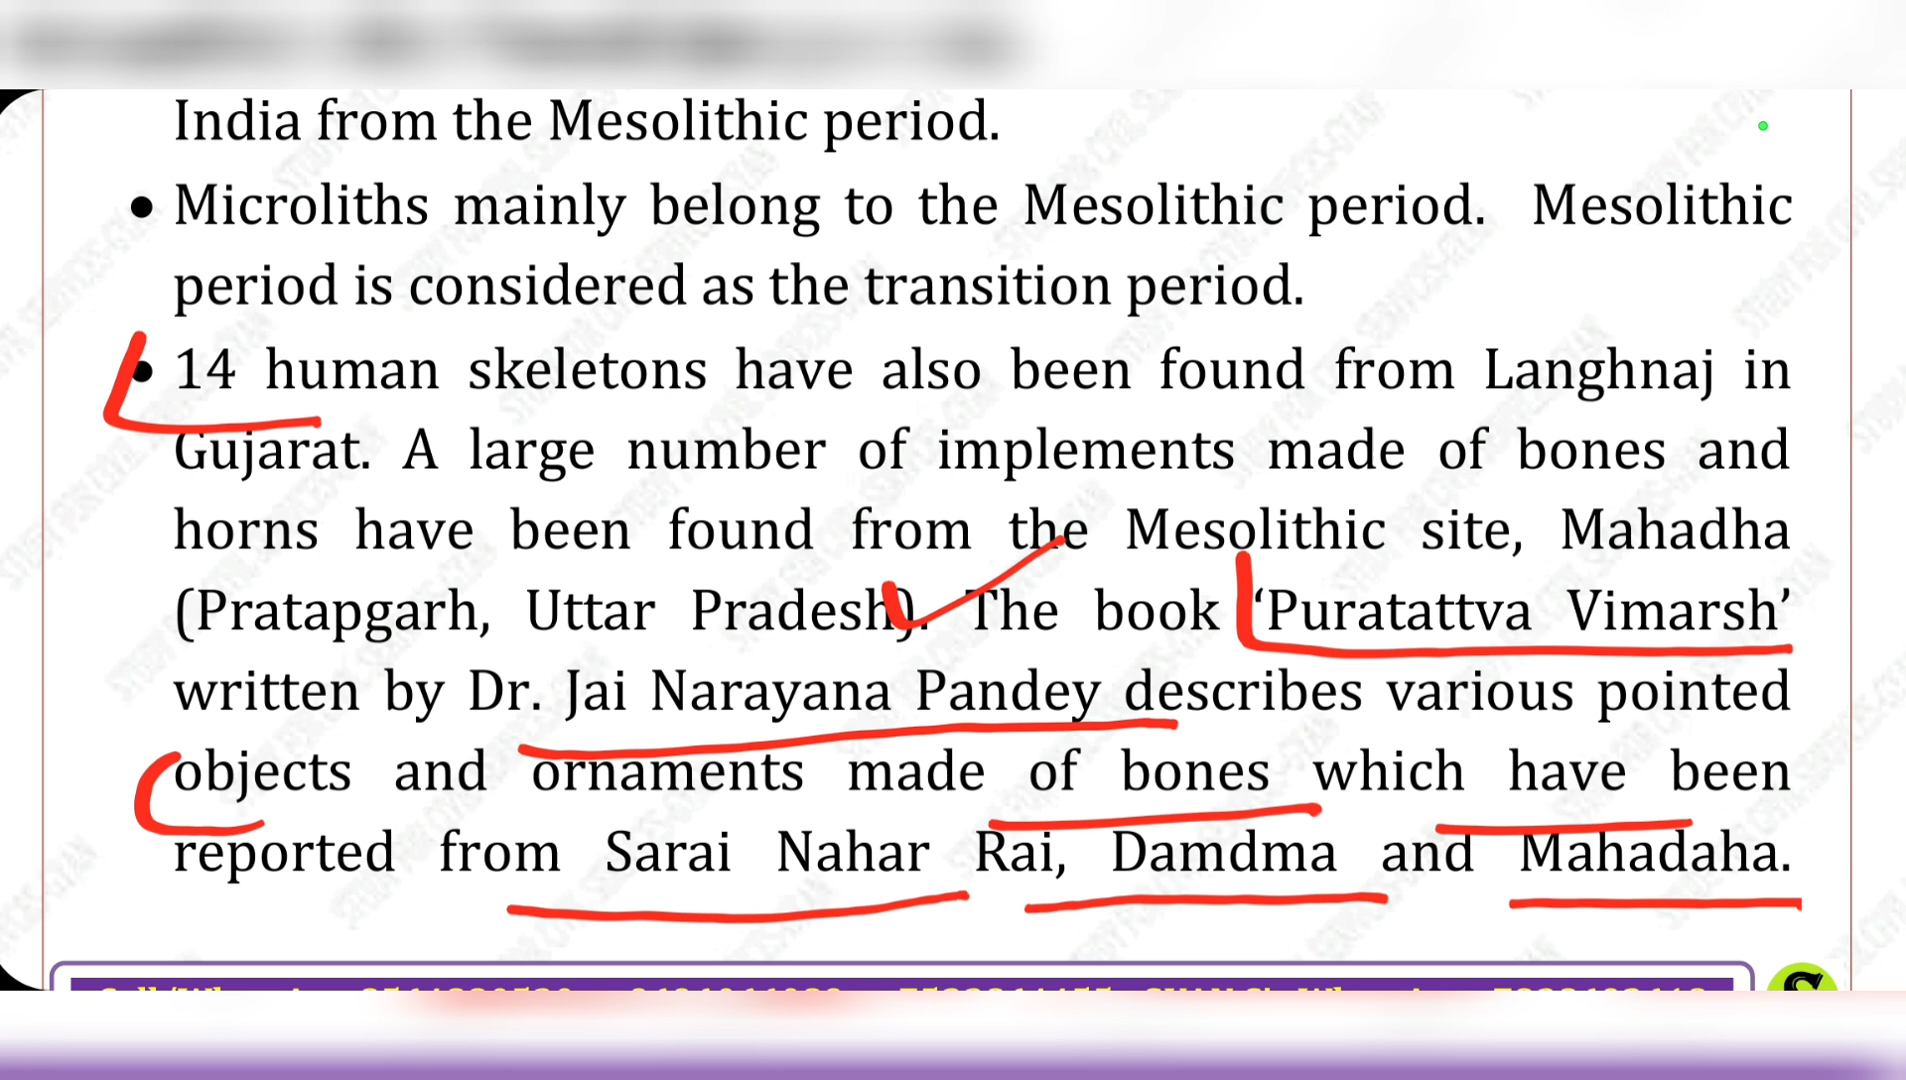 India from the Mesolithic period.
• Microliths mainly belong to the Mesolithic period. Mesolithic
period is considered as the transition period.
• 14 human skeletons have also been found from Langhnaj in
Gujarat. A large number of implements made of bones and
horns have been found from the Mesolithic site, Mahadha
(Pratapgarh, Uttar Pradesh). The book ‘Puratattva Vimarsh’
written by Dr. Jai Narayana Pandey describes various pointed
objects and ornaments made of bones which have been
reported from Sarai Nahar Rai, Damdma and Mahadaha.